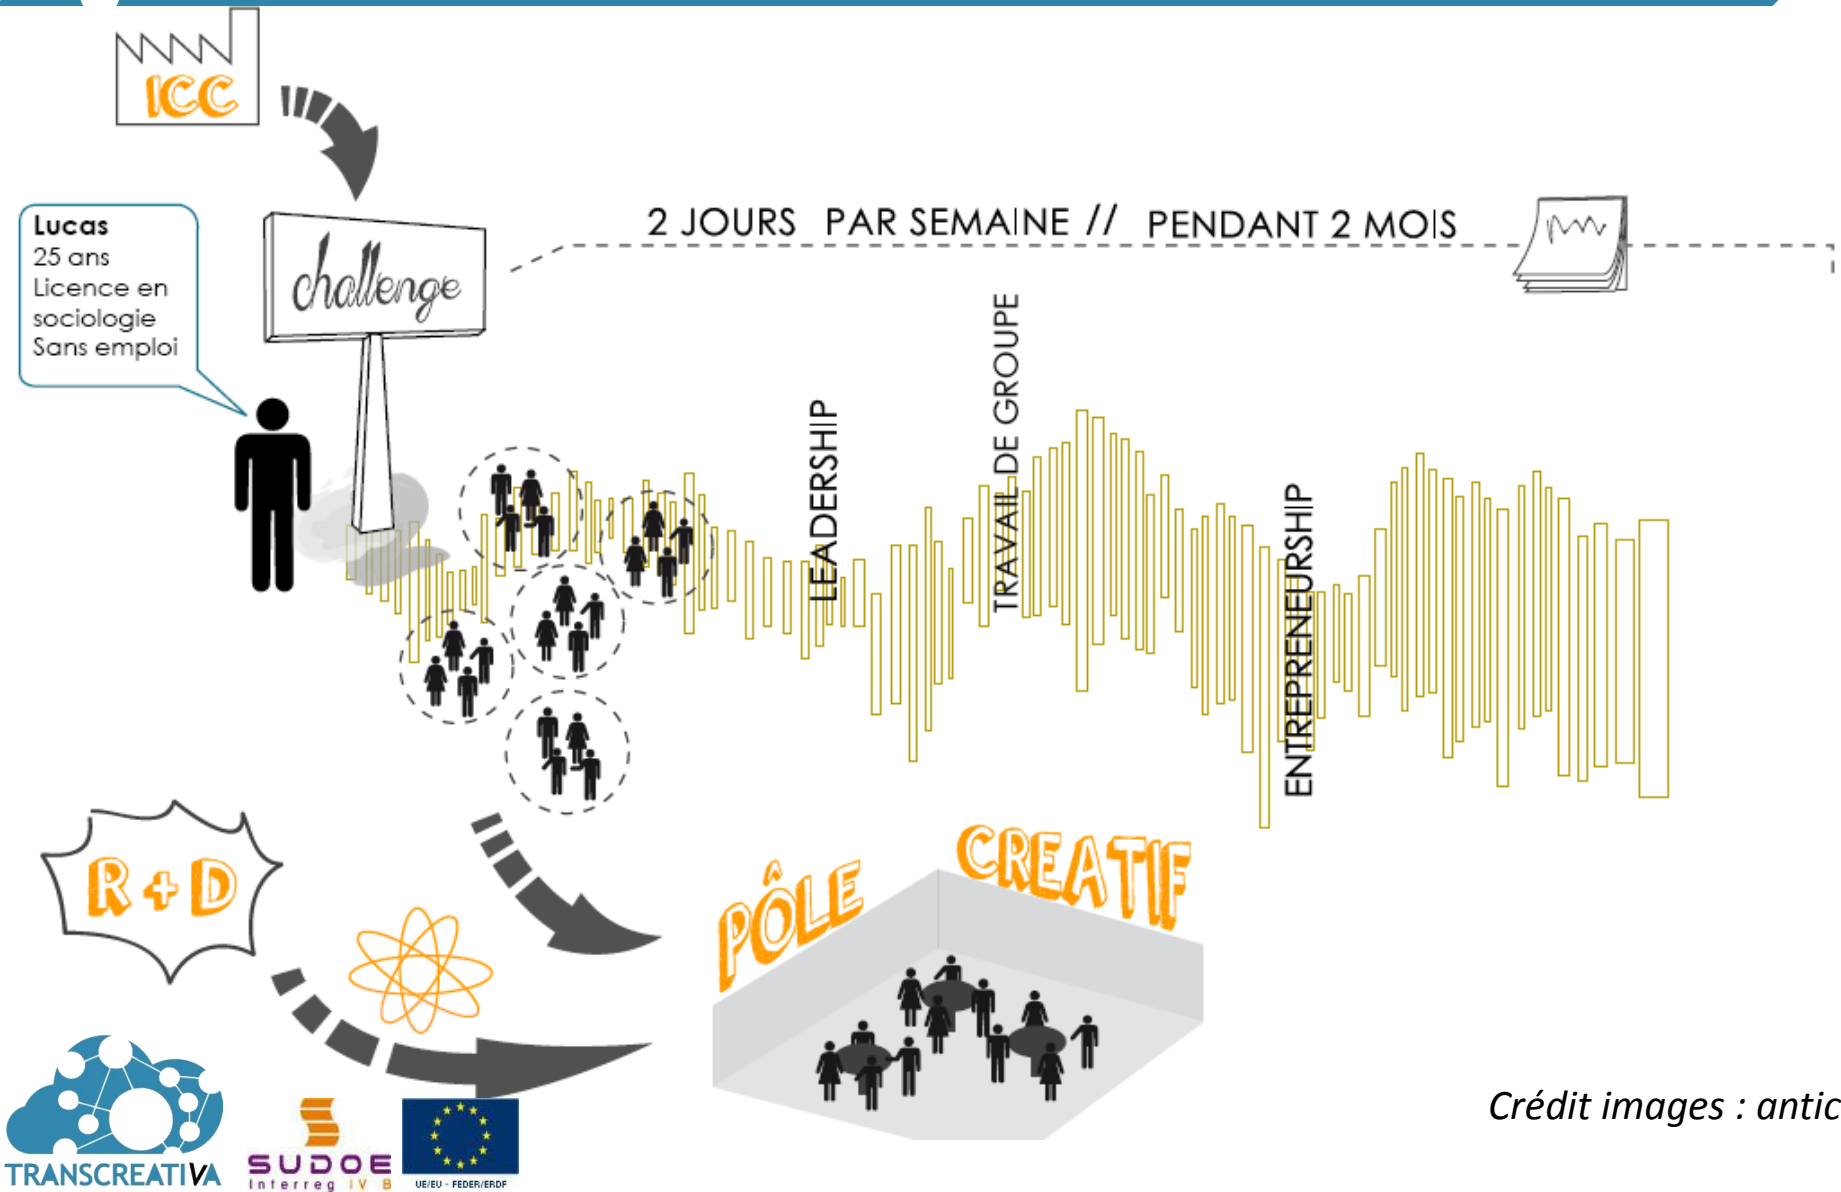 ICC
Lucas
25 ans
Licence en
sociologie
Sans emploi
challenge
2 JOURS PAR SEMAINE // PENDANT 2 MOIS
LEADERSHIP
TRAVAIL DE GROUPE
ENTREPRENEURSHIP
R+D
PÔLE CREATIF
TRANSCREATIVA
SUDOE
Interreg IV B
UE/EU - FEDER/ERDF
Crédit images : antic